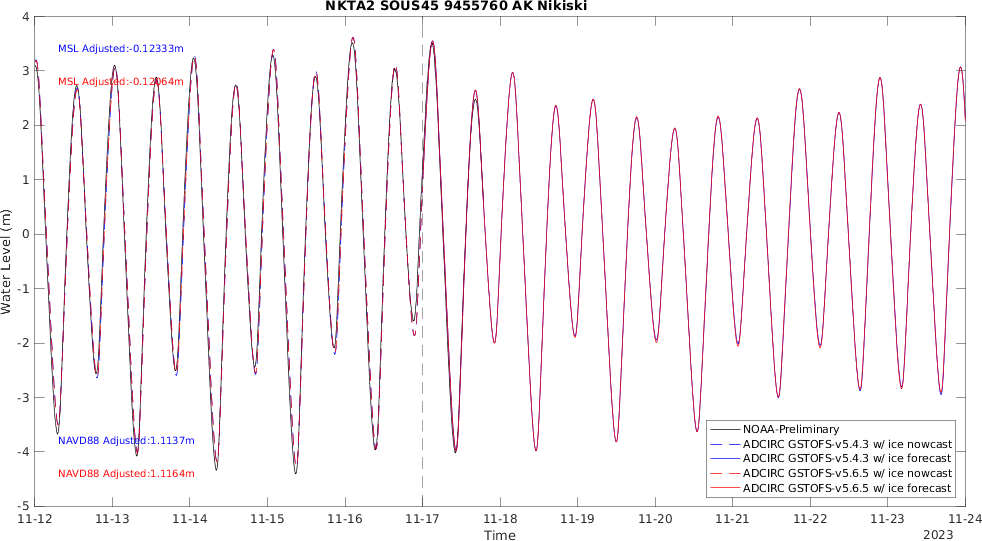 NKTA2 SOUS45 9455760 AK Nikiski
Water Level (m)
4
3
2
1
0
-1
-2
-3
-4
-5
MSL Adjusted:-0.12333m
MSL Adjusted:-0.12064m
NAVD88 Adjusted:1.1137m
NAVD88 Adjusted:1.1164m
NOAA-Preliminary
ADCIRC GSTOFS-v5.4.3 w/ ice nowcast
ADCIRC GSTOFS-v5.4.3 w/ ice forecast
ADCIRC GSTOFS-v5.6.5 w/ ice nowcast
ADCIRC GSTOFS-v5.6.5 w/ ice forecast
11-12 11-13 11-14 11-15 11-16 11-17 11-18 11-19 11-20 11-21 11-22 11-23 11-24
Time
2023